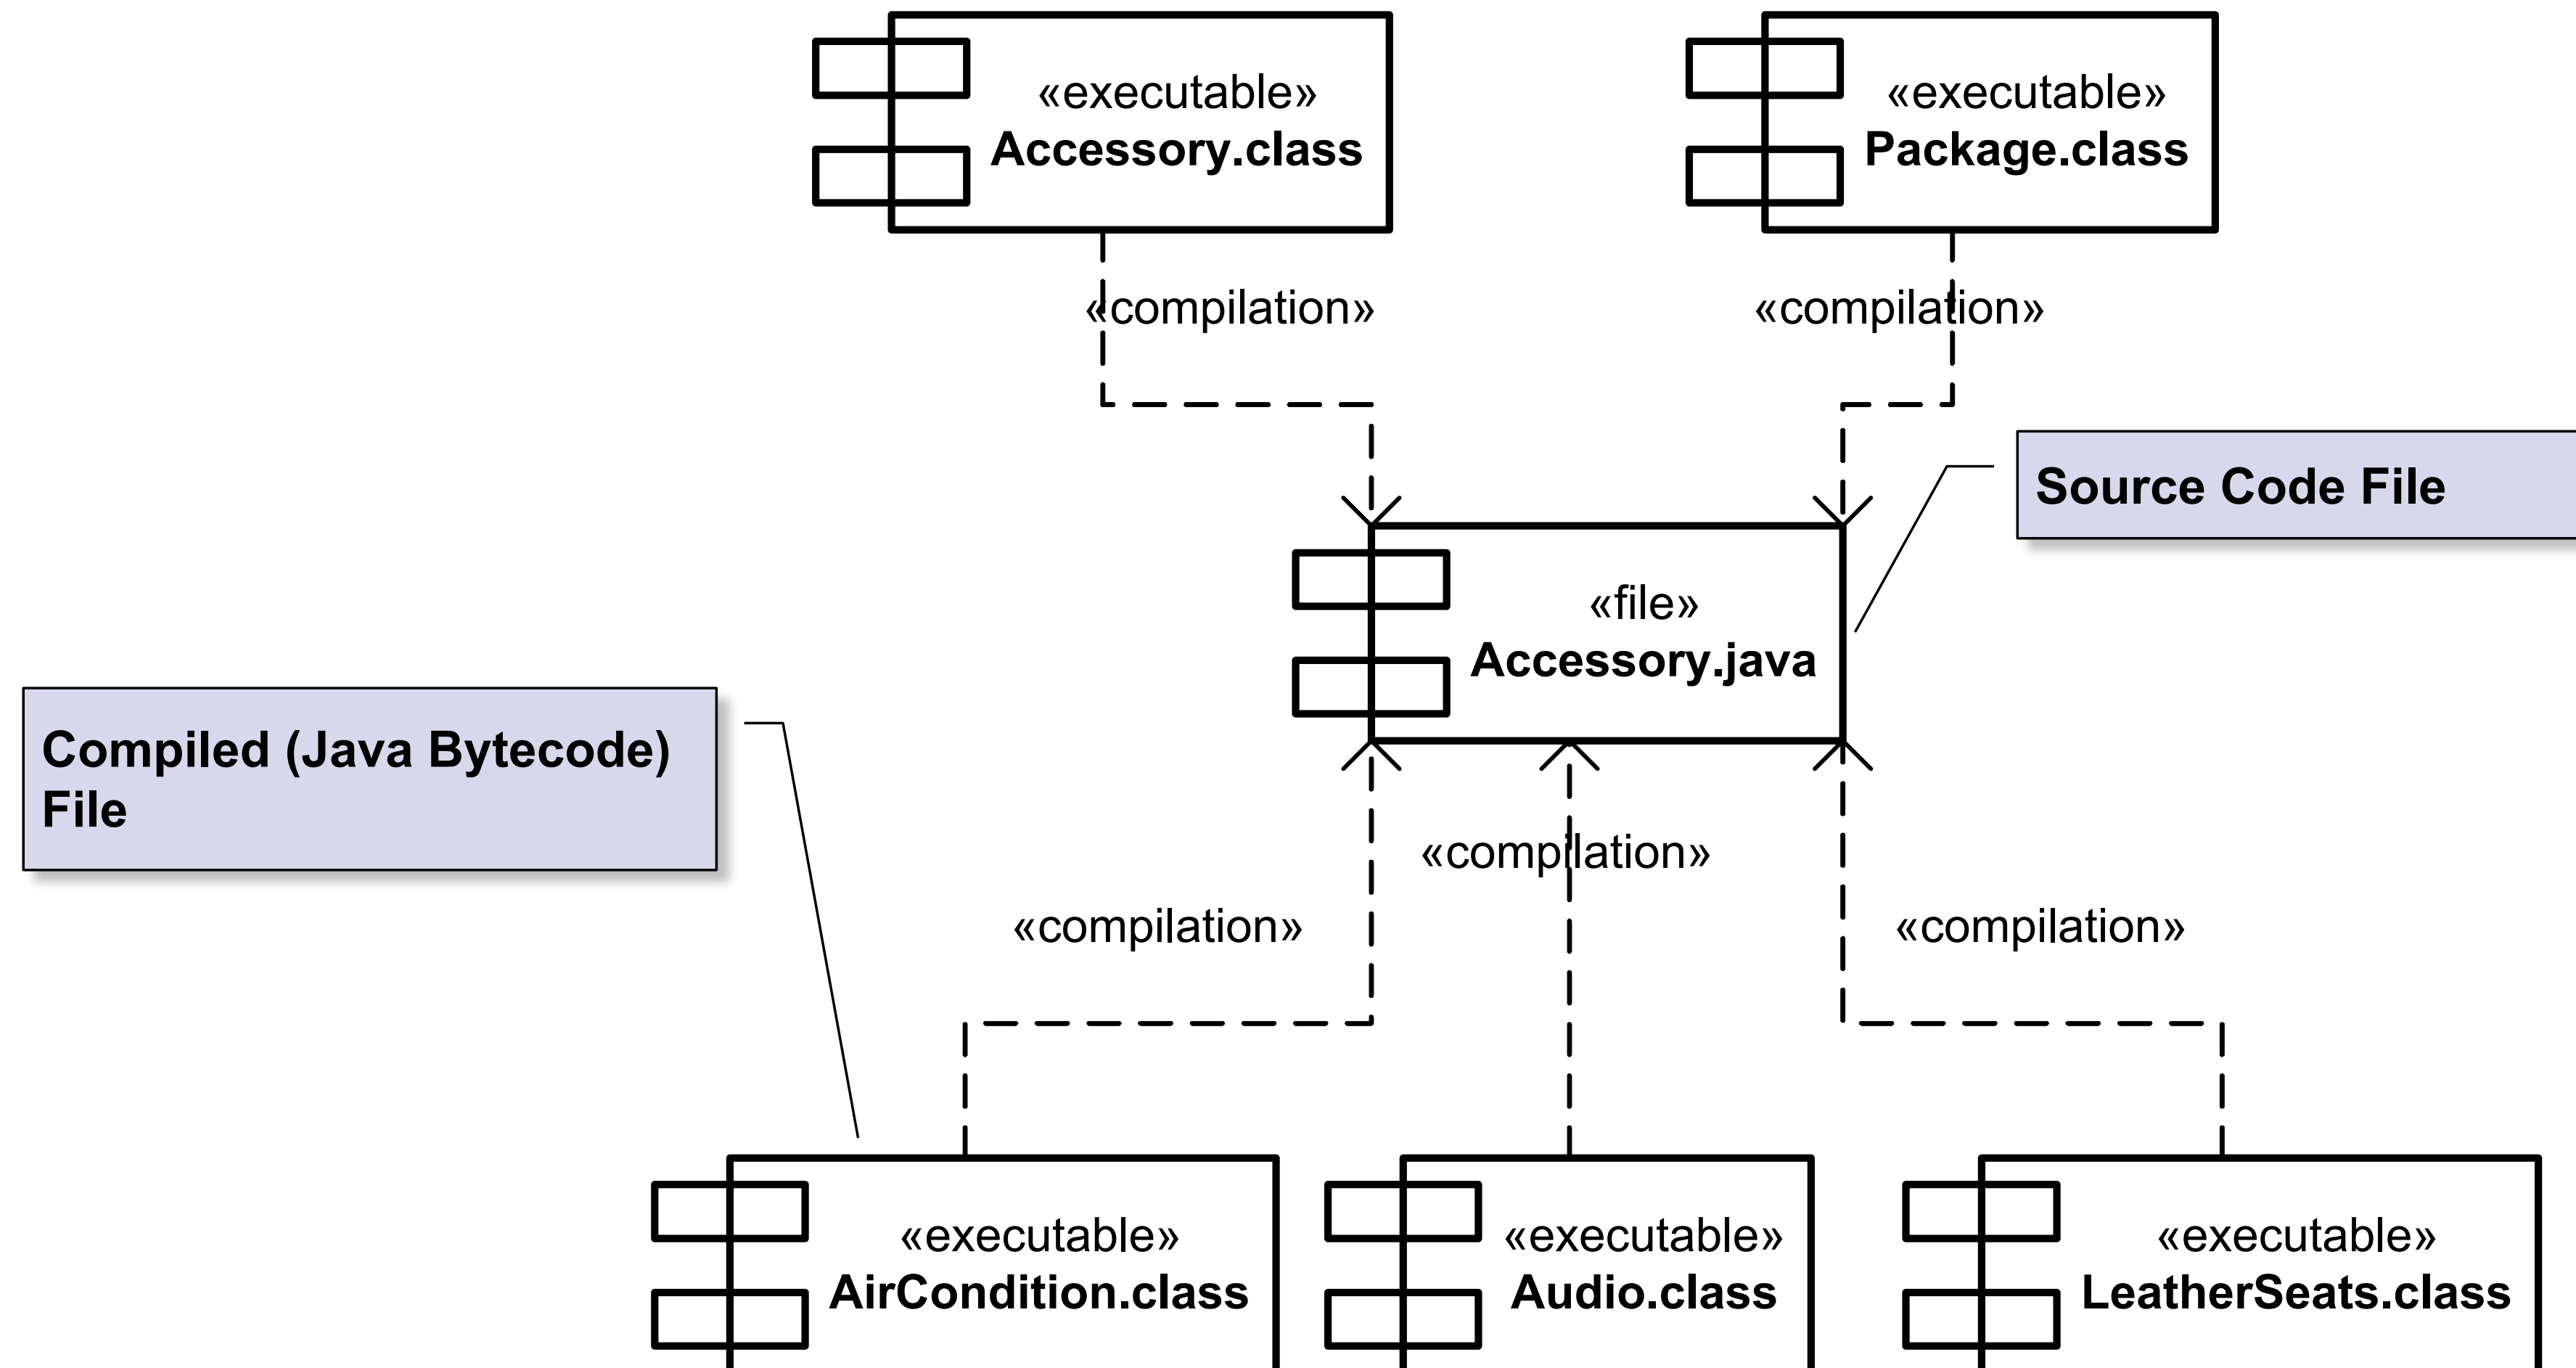 «executable»
Accessory.class
«executable»
Package.class
«compilation»
«compilation»
Source Code File
«file»
Accessory.java
Compiled (Java Bytecode)
File
«compilation»
«compilation»
«compilation»
«executable»
AirCondition.class
«executable»
Audio.class
«executable»
LeatherSeats.class